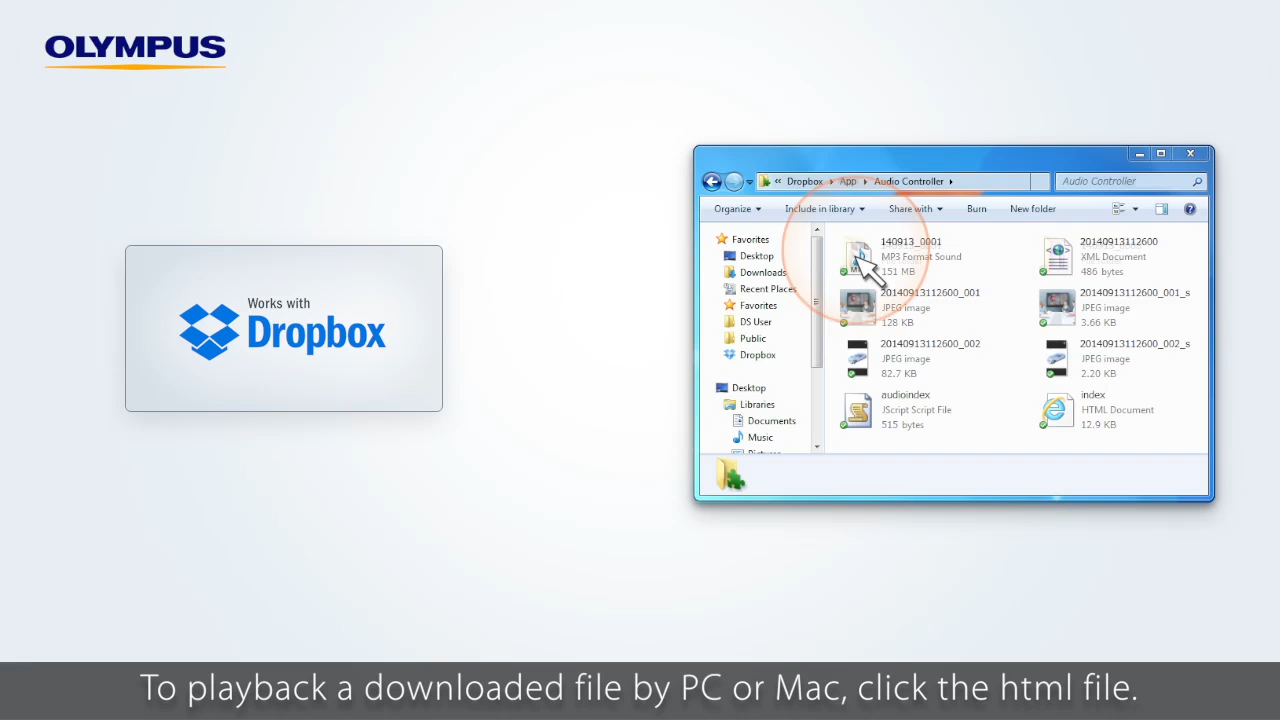 OLYMPUS
Works with
Dropbox
« Dropbox App Audio Controller
Audio Controller
Organize Include in library Share with Burn New folder
Favorites
Desktop
Downloads
Recent Places
Favorites
DS User
Public
Dropbox
Desktop
Libraries
Documents
Music
140913_0001
MP3 Format Sound
151 MB
20140913112600
XML Document
486 bytes
20140913112600_001
JPEG image
128 KB
20140913112600_001_s
JPEG image
3.66 KB
20140913112600_002
JPEG image
82.7 KB
20140913112600_002_s
JPEG image
2.20 KB
audioindex
JScript Script File
515 bytes
index
HTML Document
12.9 KB
To playback a downloaded file by PC or Mac, click the html file.